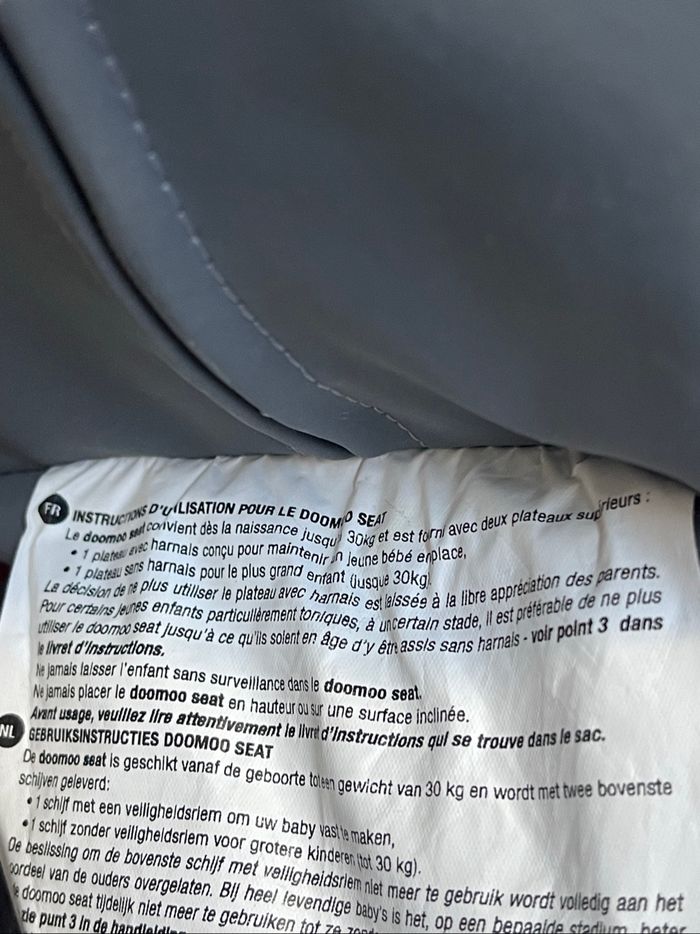 FR INSTRUCTIONS D'UTILISATION POUR LE DOOMOO SEAT
Le doomoo seat convient dès la naissance jusqu'à 30kg et est forni avec deux plateaux supérieurs :
• 1 plateau avec harnais conçu pour maintenir un jeune bébé en place,
• 1 plateau sans harnais pour le plus grand enfant (jusque 30kg).
La décision de ne plus utiliser le plateau avec harnais est laissée à la libre appréciation des parents.
Pour certains jeunes enfants particulièrement toniques, à un certain stade, il est préférable de ne plus
utiliser le doomoo seat jusqu'à ce qu'ils soient en âge d'y être assis sans harnais - voir point 3 dans
le livret d'instructions.
Ne jamais laisser l'enfant sans surveillance dans le doomoo seat.
Ne jamais placer le doomoo seat en hauteur ou sur une surface inclinée.
Avant usage, veuillez lire attentivement le livret d'instructions qui se trouve dans le sac.
NL GEBRUIKSINSTRUCTIES DOOMOO SEAT
De doomoo seat is geschikt vanaf de geboorte tot een gewicht van 30 kg en wordt met twee bovenste
schijven geleverd:
• 1 schijf met een veiligheidsriem om uw baby vast te maken,
• 1 schijf zonder veiligheidsriem voor grotere kinderen (tot 30 kg).
De beslissing om de bovenste schijf met veiligheidsriem niet meer te gebruik wordt volledig aan het
oordeel van de ouders overgelaten. Bij heel levendige baby's is het, op een bepaalde stadium, beter
de doomoo seat tijdelijk niet meer te gebruiken tot ze
zie punt 3 in de handleiding